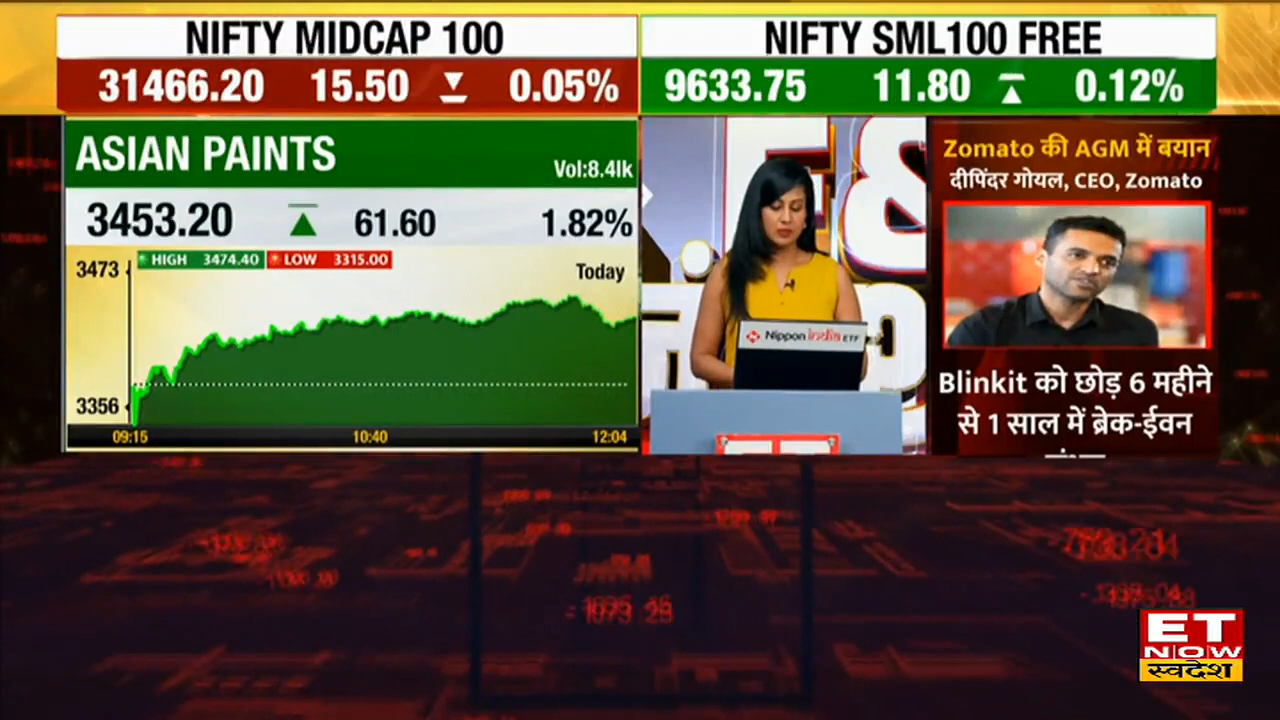 NIFTY MIDCAP 100
31466.20 15.50 0.05%
NIFTY SML100 FREE
9633.75 11.80 0.12%
ASIAN PAINTS
Vol:8.4lk
3453.20 61.60 1.82%
HIGH 3474.40 LOW 3315.00
Today
3473
3356
09:15 10:40 12:04
Nippon india ETF
Zomato की AGM में बयान
दीपिंदर गोयल, CEO, Zomato
Blinkit को छोड़ 6 महीने
से 1 साल में ब्रेक-ईवन
ET
NOW
स्वदेश